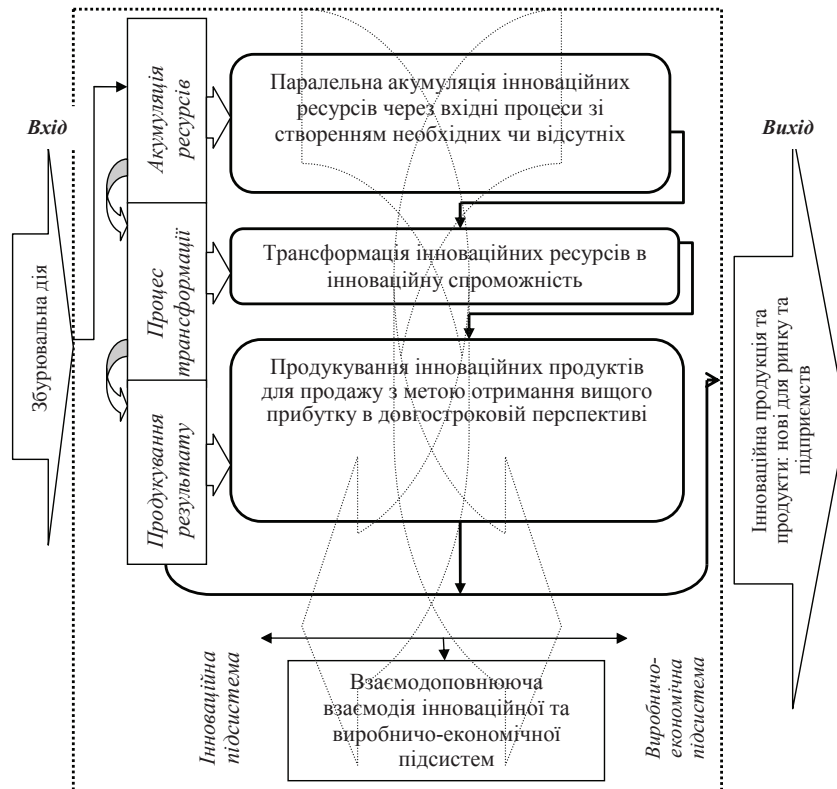 Вхід
Збурювальна дія
Акумуляція
ресурсів
Процес
трансформації
Продукування
результату
Паралельна акумуляція інноваційних
ресурсів через вхідні процеси зі
створенням необхідних чи відсутніх
Трансформація інноваційних ресурсів в
інноваційну спроможність
Продукування інноваційних продуктів
для продажу з метою отримання вищого
прибутку в довгостроковій перспективі
Інноваційна
підсистема
Взаємодоповнююча
взаємодія інноваційної та
виробничо-економічної
підсистем
Виробничо-
економічна
підсистема
Вихід
Інноваційна продукція та
продукти: нові для ринку та
підприємств